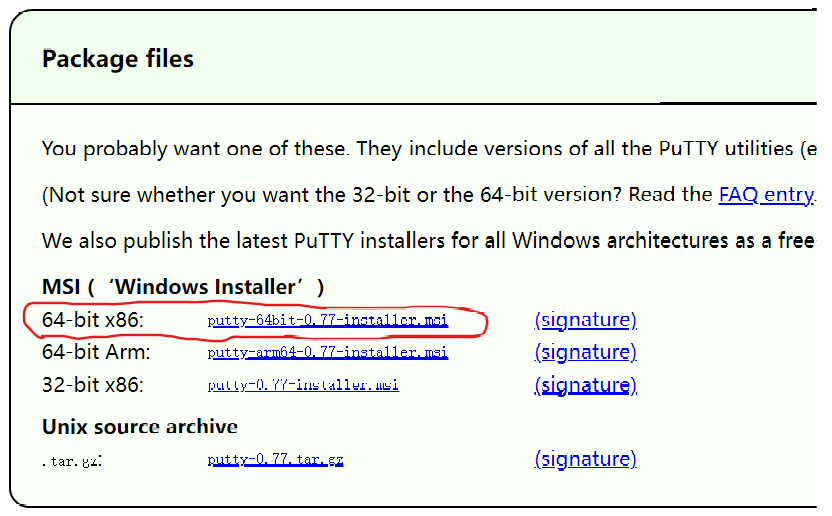 Package files
You probably want one of these. They include versions of all the PuTTY utilities (e
(Not sure whether you want the 32-bit or the 64-bit version? Read the FAQ entry.
We also publish the latest PuTTY installers for all Windows architectures as a free
MSI (‘Windows Installer’)
64-bit x86: putty-64bit-0.77-installer.msi (signature)
64-bit Arm: putty-arm64-0.77-installer.msi (signature)
32-bit x86: putty-0.77-installer.msi (signature)
Unix source archive
.tar.gz: putty-0.77.tar.gz (signature)